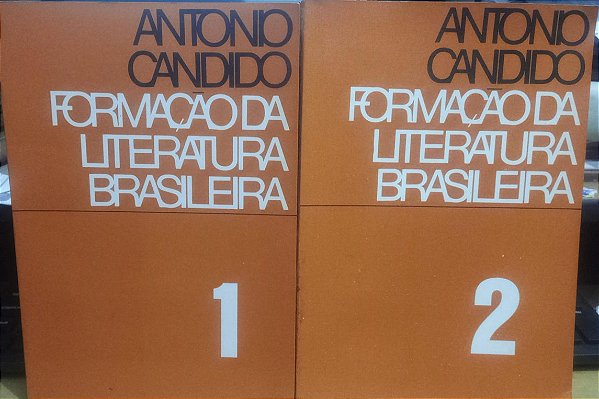 ANTONIO
CANDIDO
FORMAÇÃO DA
LITERATURA
BRASILEIRA
1
ANTONIO
CANDIDO
FORMAÇÃO DA
LITERATURA
BRASILEIRA
2